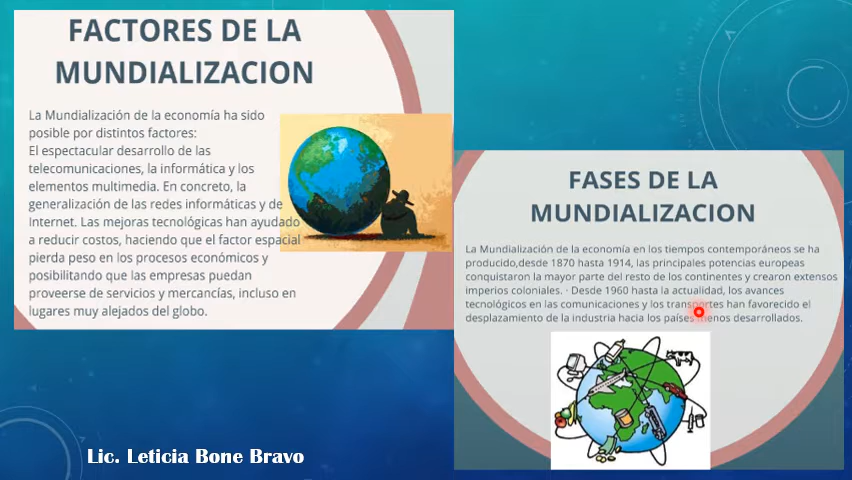 FACTORES DE LA
MUNDIALIZACION
La Mundialización de la economía ha sido
posible por distintos factores:
El espectacular desarrollo de las
telecomunicaciones, la informática y los
elementos multimedia. En concreto, la
generalización de las redes informáticas y de
Internet. Las mejoras tecnológicas han ayudado
a reducir costos, haciendo que el factor espacial
pierda peso en los procesos económicos y
posibilitando que las empresas puedan
proveerse de servicios y mercancías, incluso en
lugares muy alejados del globo.
FASES DE LA
MUNDIALIZACION
La Mundialización de la economía en los tiempos contemporáneos se ha
producido,desde 1870 hasta 1914, las principales potencias europeas
conquistaron la mayor parte del resto de los continentes y crearon extensos
imperios coloniales. · Desde 1960 hasta la actualidad, los avances
tecnológicos en las comunicaciones y los transportes han favorecido el
desplazamiento de la industria hacia los países menos desarrollados.
Lic. Leticia Bone Bravo